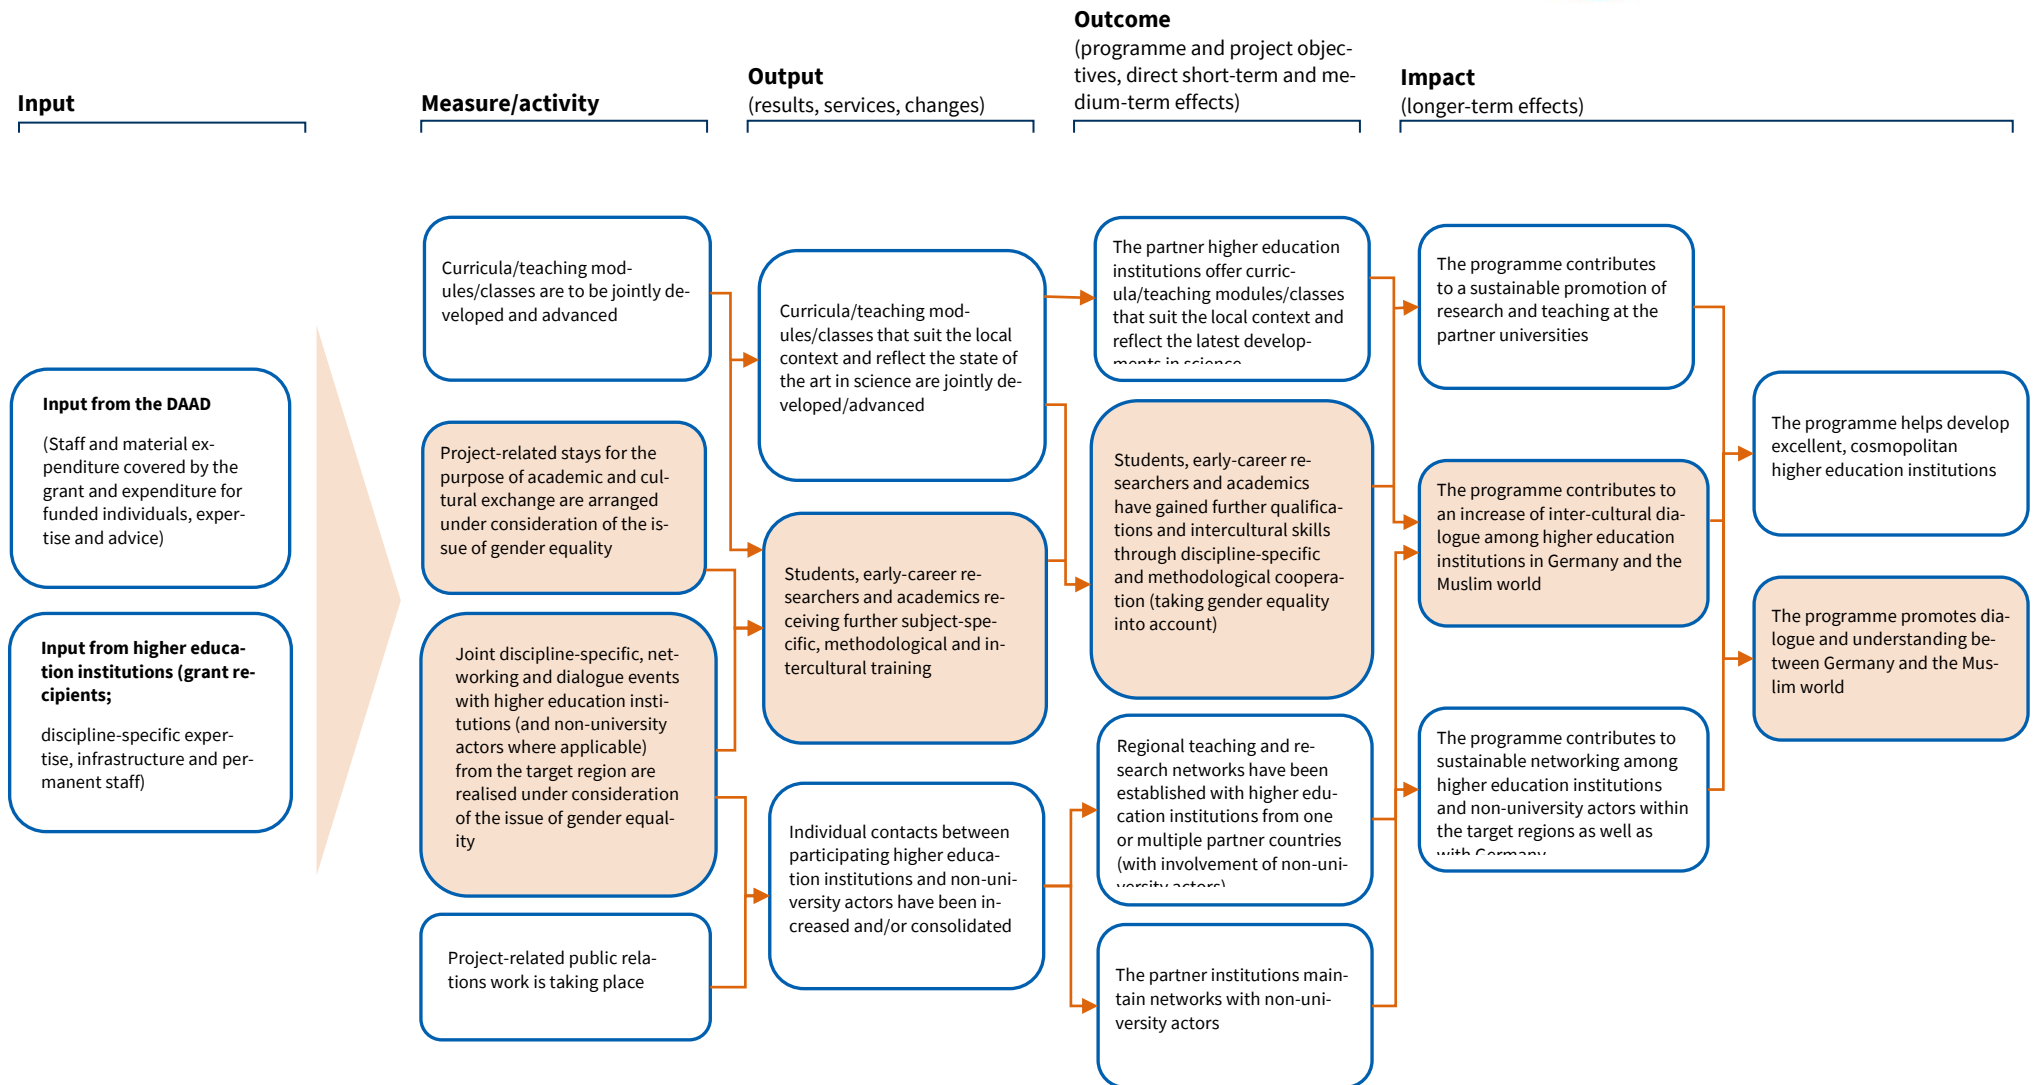 Input
Measure/activity
Output
(results, services, changes)
Outcome
(programme and project objec-
tives, direct short-term and me-
dium-term effects)
Impact
(longer-term effects)
Input from the DAAD
(Staff and material ex-
penditure covered by the
grant and expenditure for
funded individuals, exper-
tise and advice)
Input from higher educa-
tion institutions (grant re-
cipients;
discipline-specific exper-
tise, infrastructure and per-
manent staff)
Curricula/teaching mod-
ules/classes are to be jointly de-
veloped and advanced
Project-related stays for the
purpose of academic and cul-
tural exchange are arranged
under consideration of the is-
sue of gender equality
Joint discipline-specific, net-
working and dialogue events
with higher education insti-
tutions (and non-university
actors where applicable)
from the target region are
realised under consideration
of the issue of gender equal-
ity
Project-related public rela-
tions work is taking place
Curricula/teaching mod-
ules/classes that suit the local
context and reflect the state of
the art in science are jointly de-
veloped/advanced
Students, early-career re-
searchers and academics re-
ceiving further subject-spe-
cific, methodological and in-
tercultural training
Individual contacts between
participating higher educa-
tion institutions and non-uni-
versity actors have been in-
creased and/or consolidated
The partner higher education
institutions offer curric-
ula/teaching modules/classes
that suit the local context and
reflect the latest develop-
ments in science
Students, early-career re-
searchers and academics
have gained further qualifica-
tions and intercultural skills
through discipline-specific
and methodological coopera-
tion (taking gender equality
into account)
Regional teaching and re-
search networks have been
established with higher edu-
cation institutions from one
or multiple partner countries
(with involvement of non-uni-
versity actors)
The partner institutions main-
tain networks with non-uni-
versity actors
The programme contributes
to a sustainable promotion of
research and teaching at the
partner universities
The programme contributes to
an increase of inter-cultural dia-
logue among higher education
institutions in Germany and the
Muslim world
The programme contributes to
sustainable networking among
higher education institutions
and non-university actors within
the target regions as well as
with Germany
The programme helps develop
excellent, cosmopolitan
higher education institutions
The programme promotes dia-
logue and understanding be-
tween Germany and the Mus-
lim world